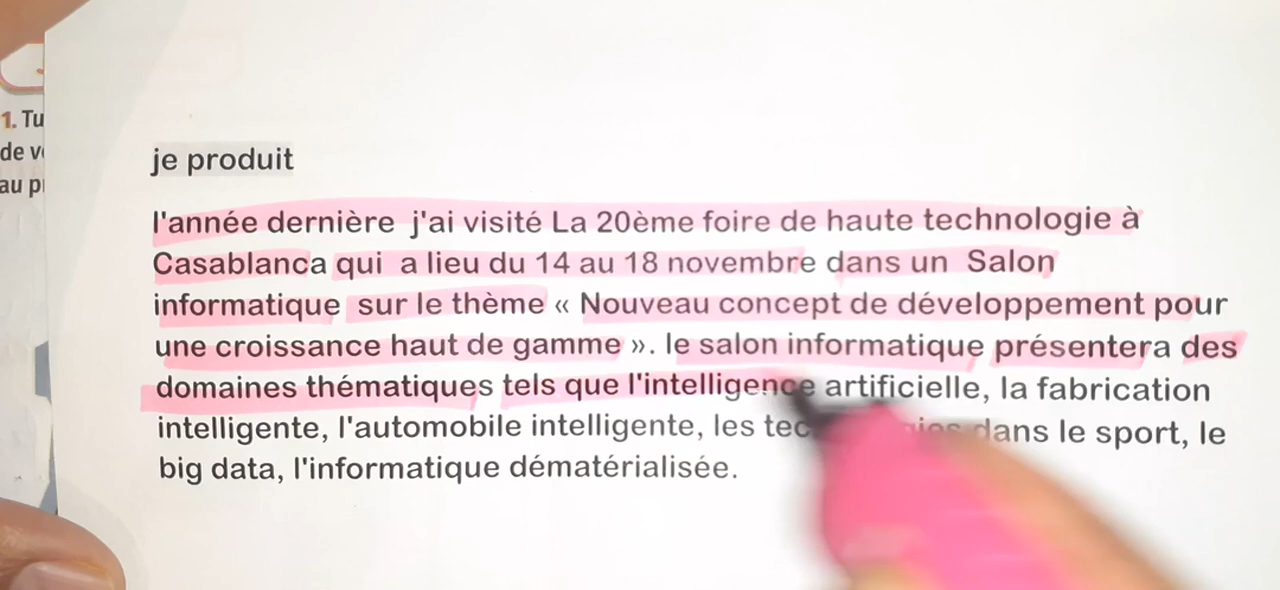 1. Tu
je produit
l'année dernière j'ai visité La 20ème foire de haute technologie à
Casablanca qui a lieu du 14 au 18 novembre dans un Salon
informatique sur le thème « Nouveau concept de développement pour
une croissance haut de gamme ». le salon informatique présentera des
domaines thématiques tels que l'intelligence artificielle, la fabrication
intelligente, l'automobile intelligente, les dans le sport, le
big data, l'informatique dématérialisée.